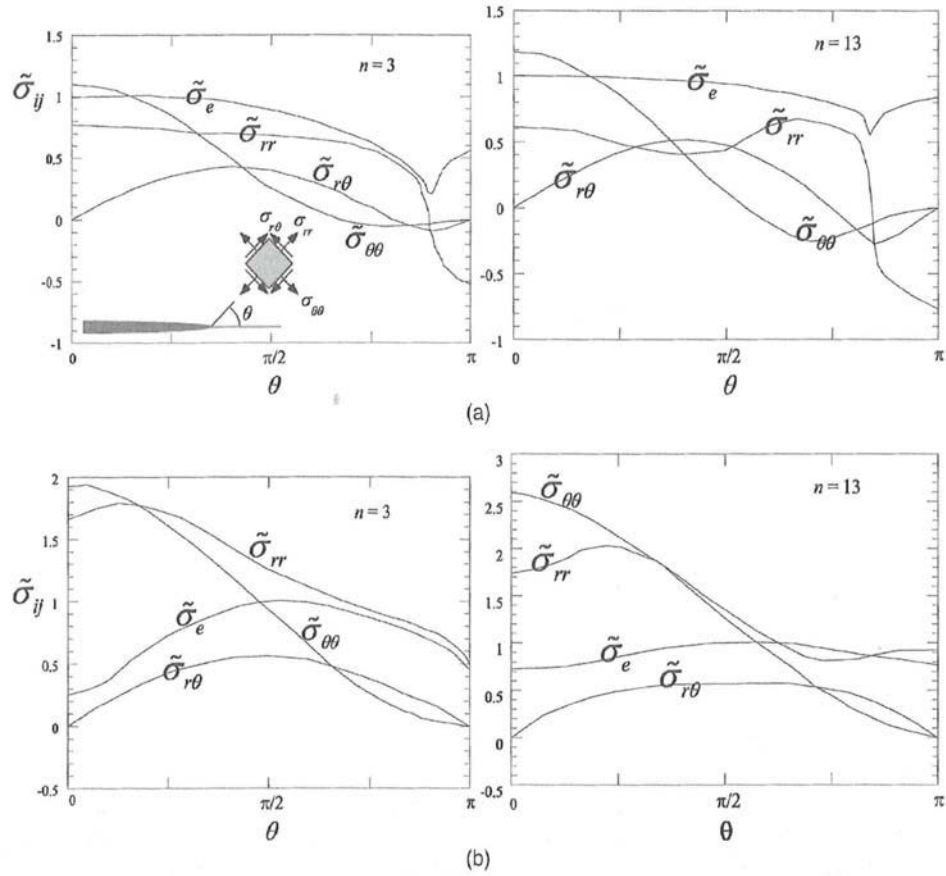 1.5
1
0.5
0
-0.5
-1
σ̃ij
n = 3
σ̃e
σ̃rr
σ̃rθ
σ̃θθ
σrθ
σrr
σθθ
θ
0
π/2
π
θ
1.5
1
0.5
0
-0.5
-1
n = 13
σ̃e
σ̃rr
σ̃rθ
σ̃θθ
0
π/2
π
θ
(a)
2
1.5
1
0.5
0
-0.5
σ̃ij
n = 3
σ̃rr
σ̃e
σ̃θθ
σ̃rθ
0
π/2
π
θ
3
2.5
2
1.5
1
0.5
0
-0.5
n = 13
σ̃θθ
σ̃rr
σ̃e
σ̃rθ
0
π/2
π
θ
(b)